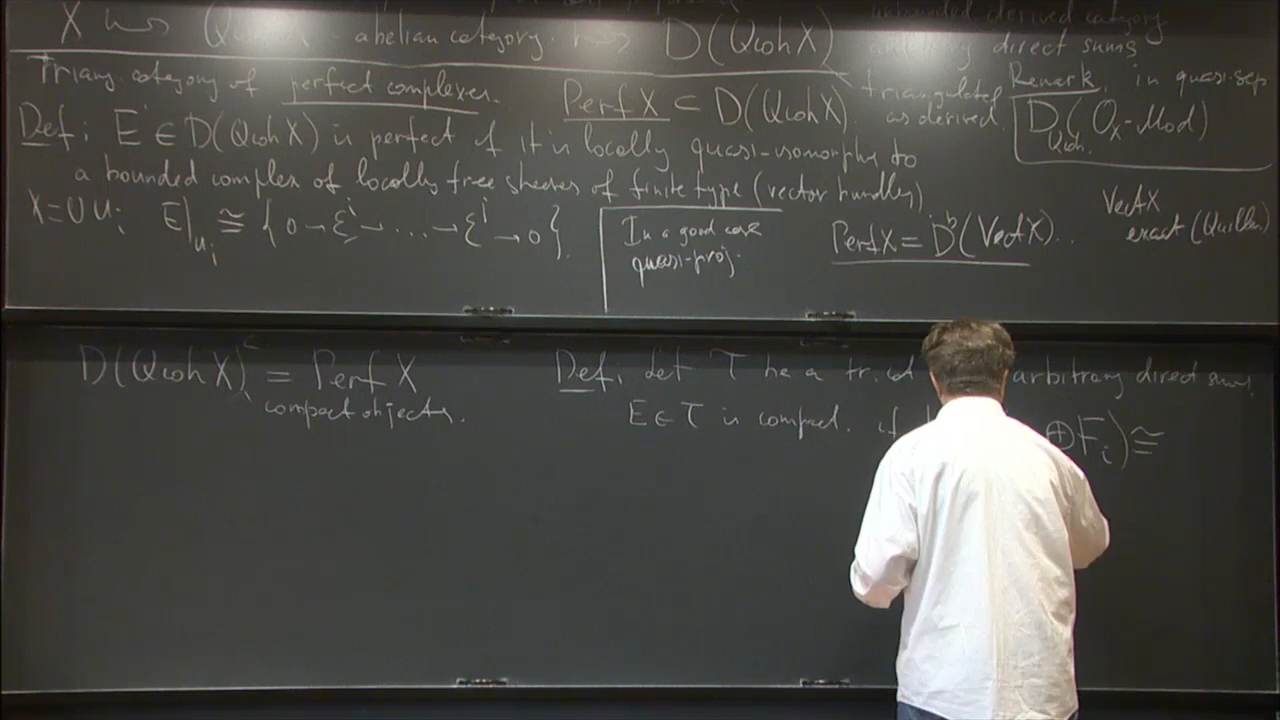 X Q abelian category D(Qcoh X)
unbounded derived category
direct sums
Triang. category of perfect complexes.
Perf X ⊂ D(Qcoh X)
triangulated
as derived.
Remark. in quasi-sep
D_Qcoh(O_X-Mod)
Def: E ∈ D(Qcoh X) is perfect if it is locally quasi-isomorphic to
a bounded complex of locally free sheaves of finite type (vector bundles)
X=∪U_i E|_{U_i} ≅ {0→ℰ^i→....→ℰ^j→0}.
In a good case
quasi-proj.
Perf X = D^b(Vect X)..
Vect X
exact (Quillen)
D(Qcoh X)^c = Perf X
compact objects.
Def. Let T be a tr. cat arbitrary direct sums.
E∈T is compact. if ⊕F_i) ≅